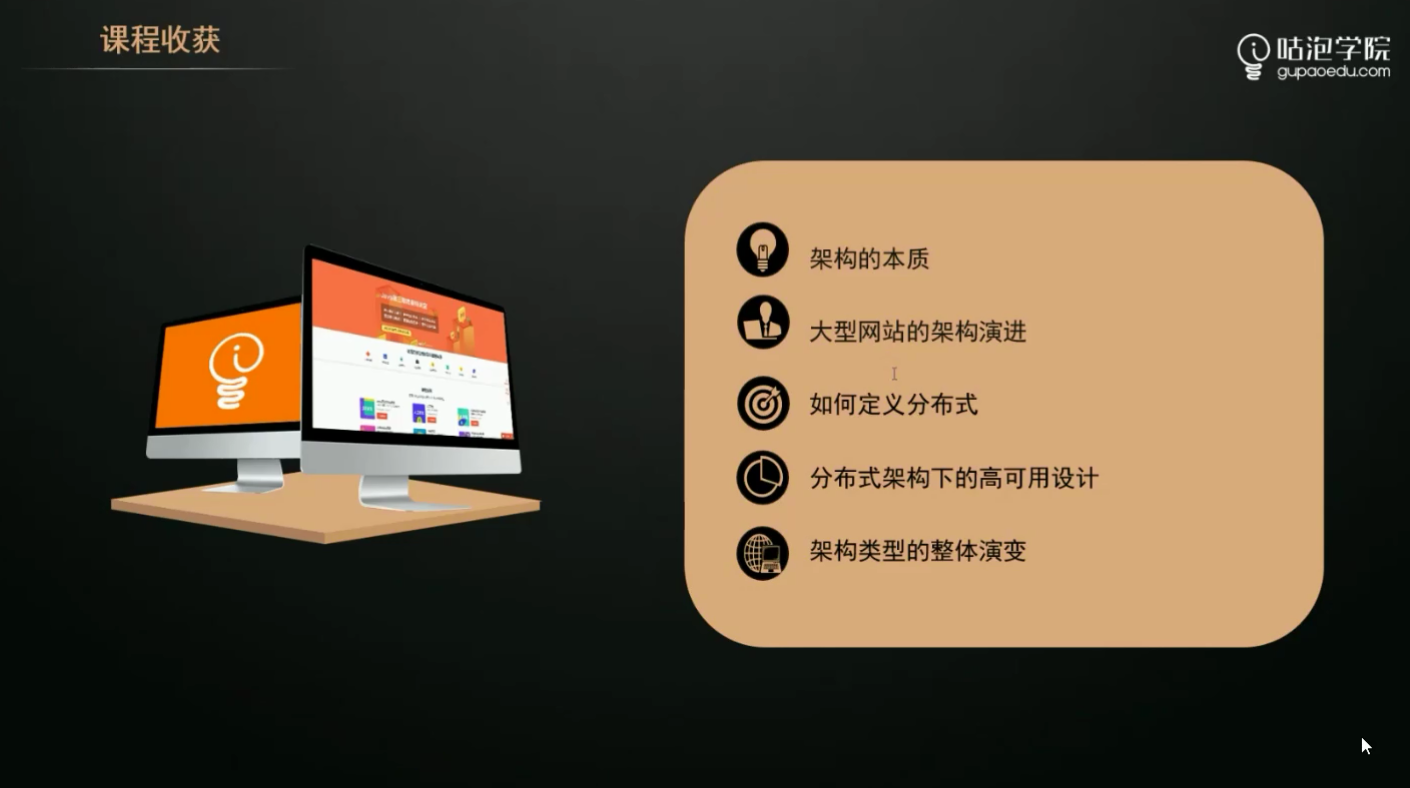 课程收获
咕泡学院
gupaoedu.com
架构的本质
大型网站的架构演进
如何定义分布式
分布式架构下的高可用设计
架构类型的整体演变